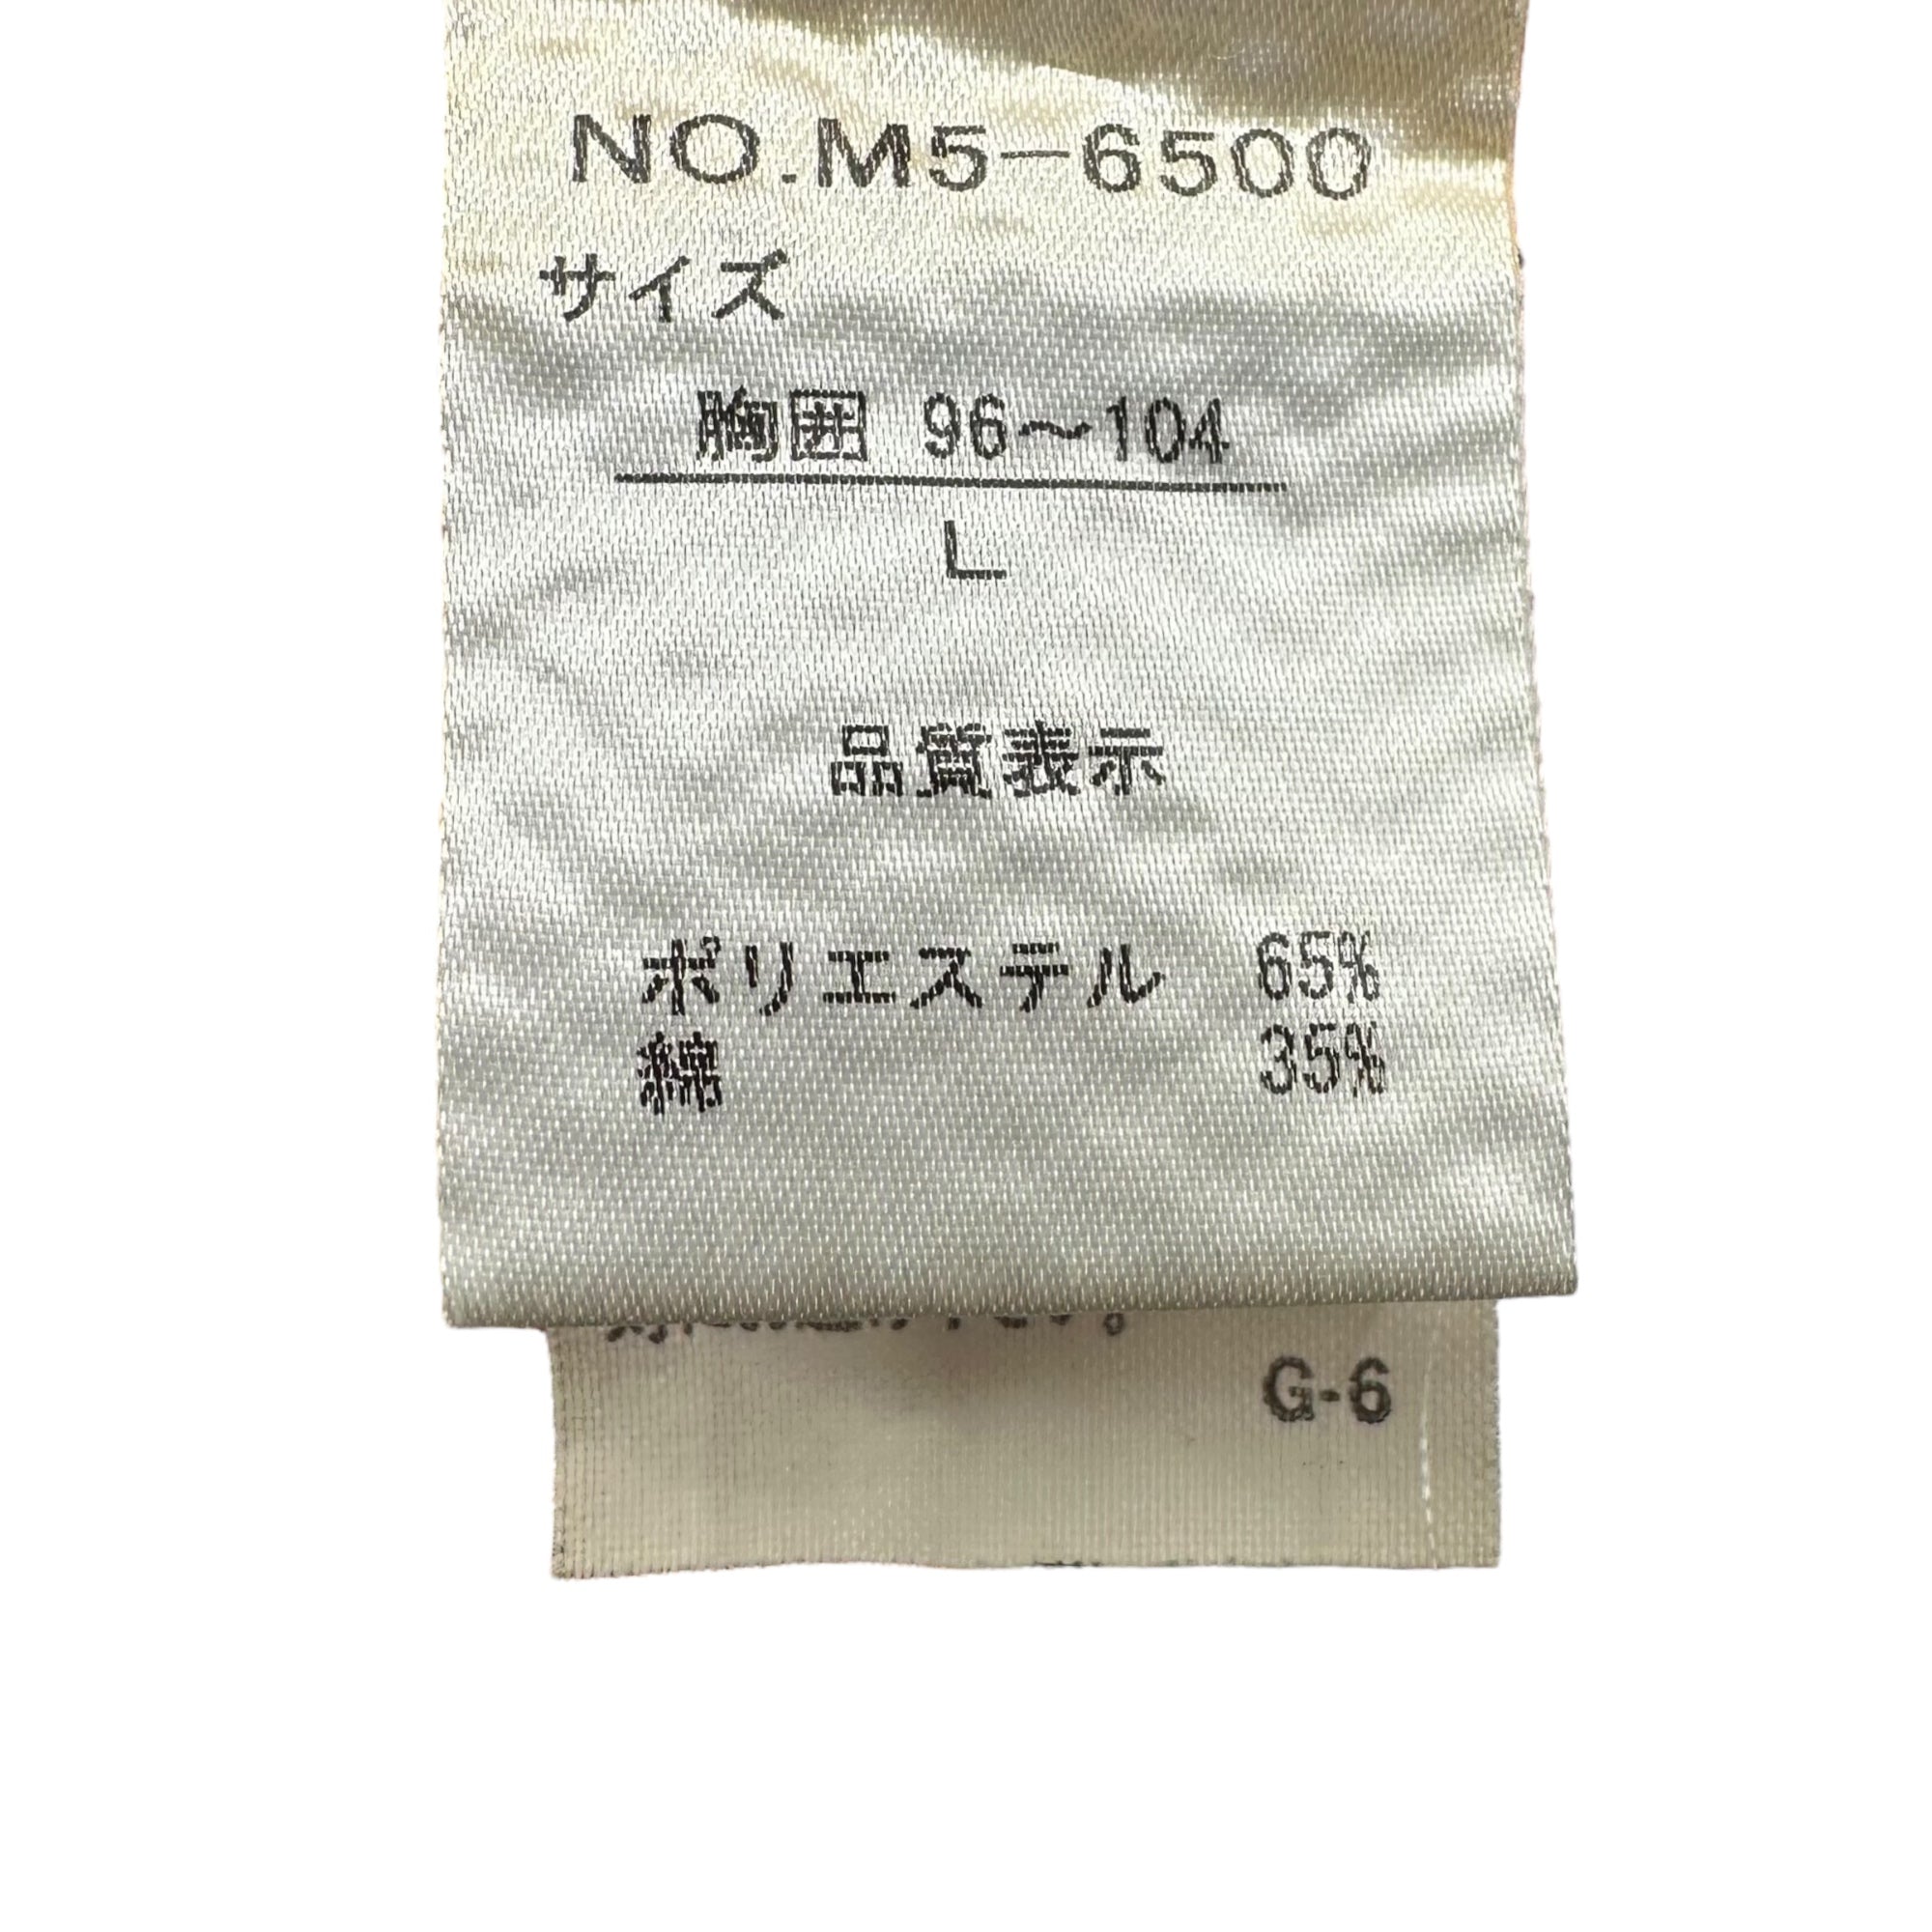 NO.M5-6500
サイズ
胸囲 96〜104
L
品質表示
ポリエステル 65%
綿 35%
G-6